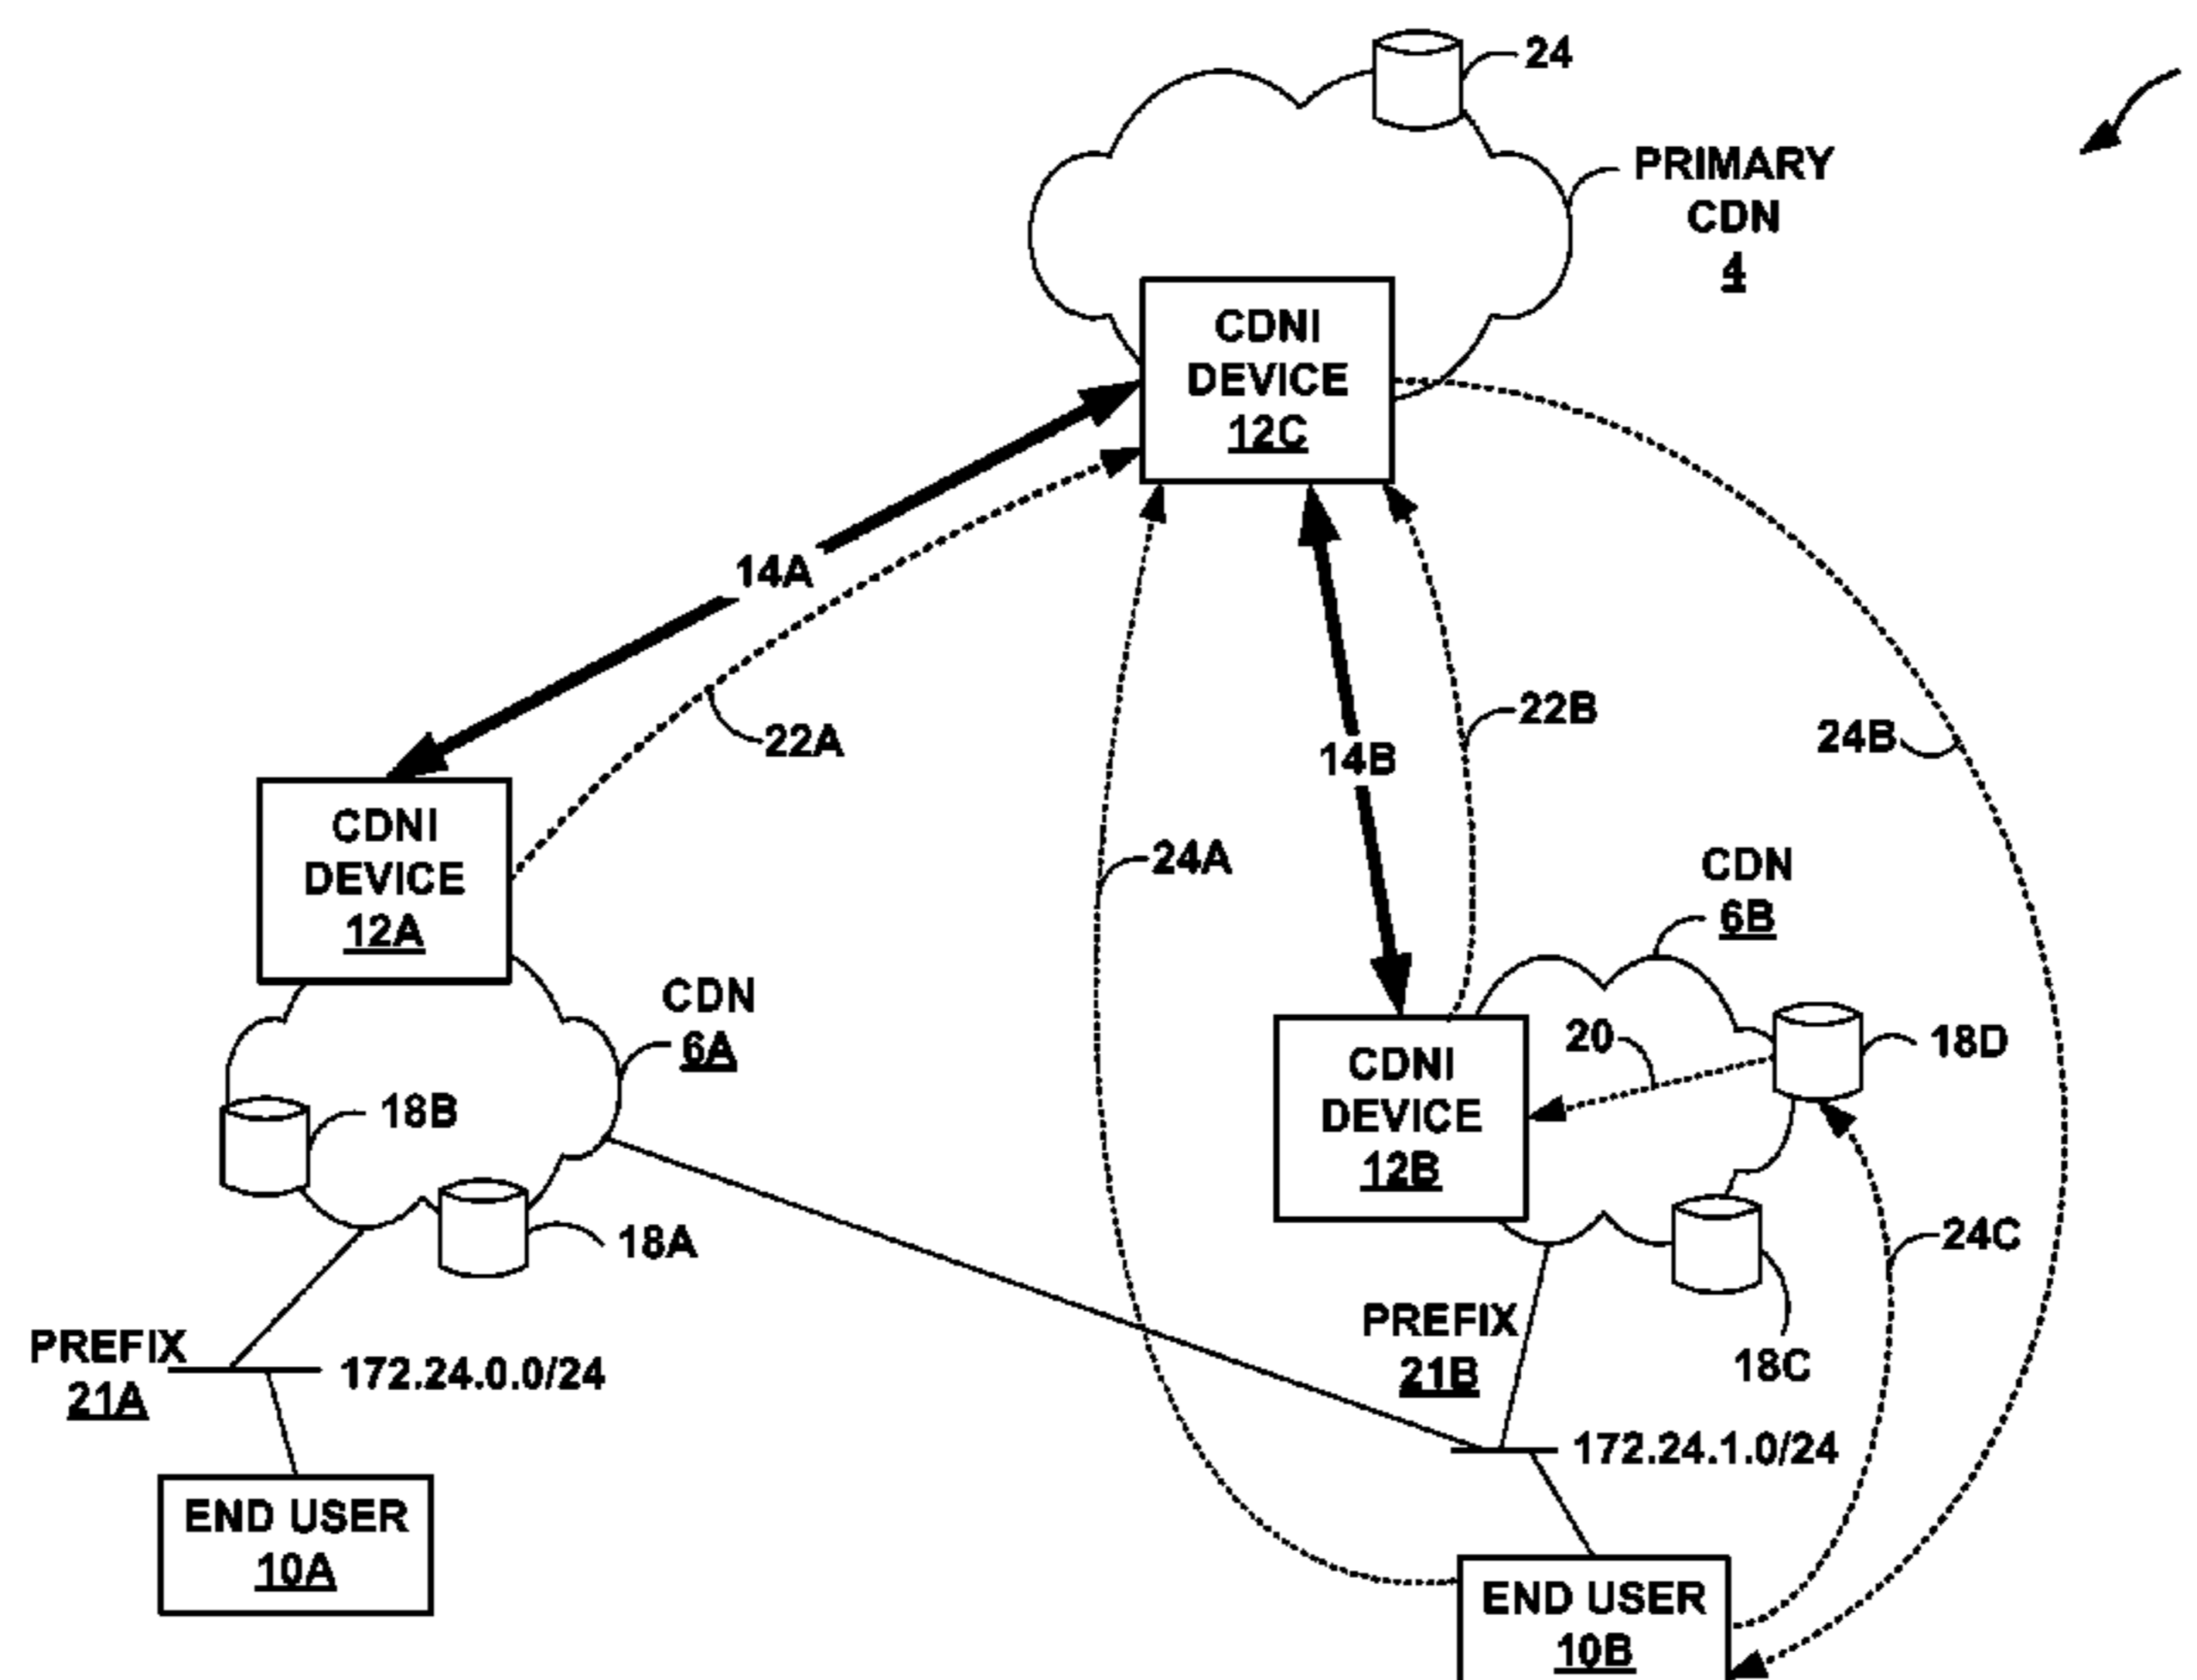 24
PRIMARY
CDN
4
CDNI
DEVICE
12C
14A
22A
22B
14B
24B
24A
CDNI
DEVICE
12A
CDN
6A
CDN
6B
20
18D
CDNI
DEVICE
12B
18B
18A
24C
PREFIX
21A
172.24.0.0/24
PREFIX
21B
18C
172.24.1.0/24
END USER
10A
END USER
10B